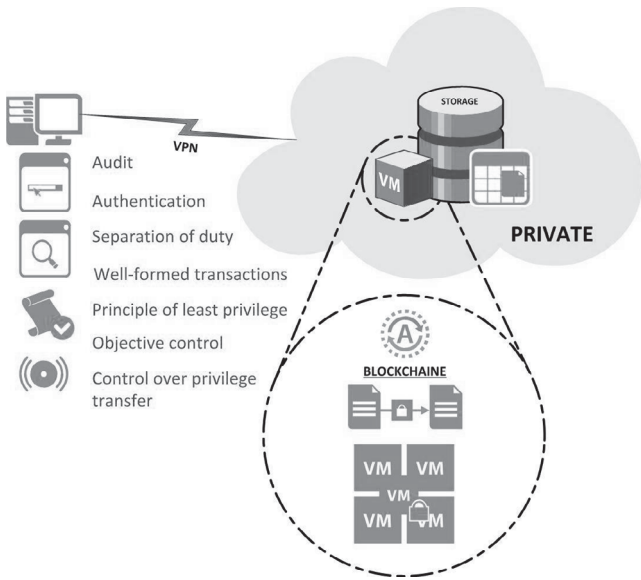 STORAGE
VPN
VM
PRIVATE
Audit
Authentication
Separation of duty
Well-formed transactions
Principle of least privilege
Objective control
Control over privilege
transfer
A
BLOCKCHAINE
VM VM
VM
VM VM